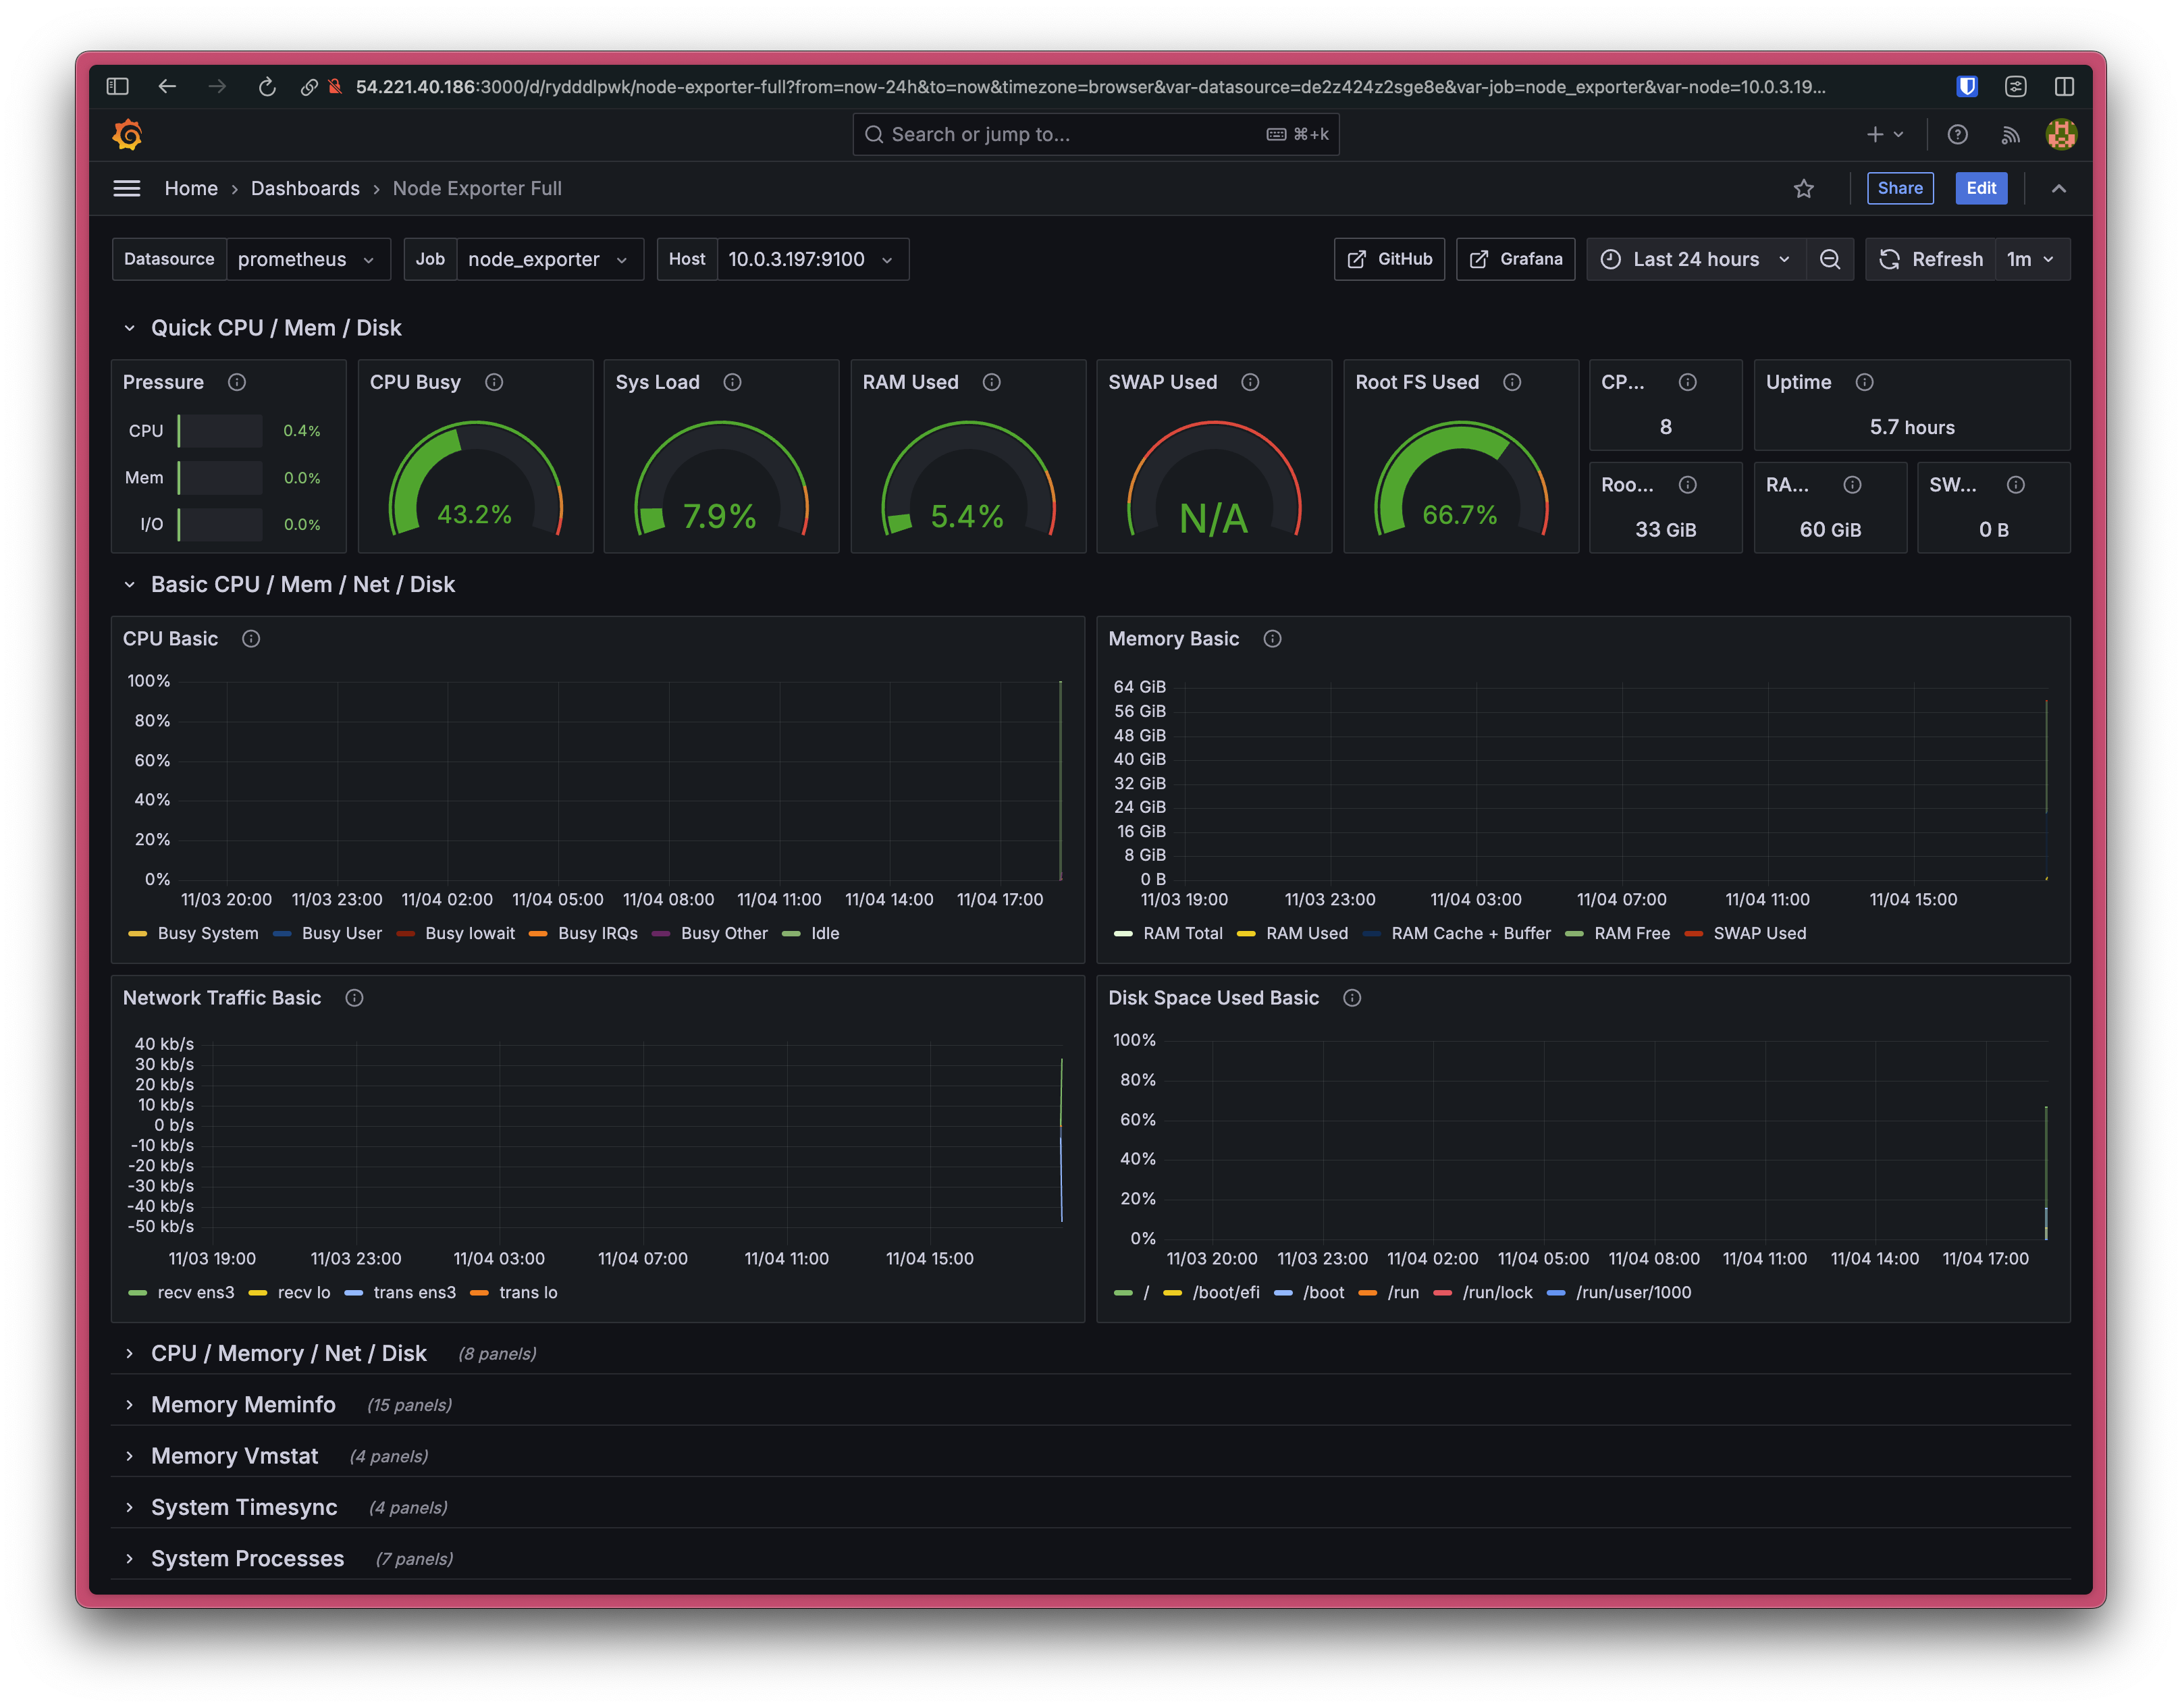 54.221.40.186:3000/d/rydddlpwk/node-exporter-full?from=now-24h&to=now&timezone=browser&var-datasource=de2z424z2sge8e&var-job=node_exporter&var-node=10.0.3.19...
Search or jump to... ⌘+k
Home › Dashboards › Node Exporter Full
Share Edit
Datasource prometheus Job node_exporter Host 10.0.3.197:9100 GitHub Grafana Last 24 hours Refresh 1m
Quick CPU / Mem / Disk
Pressure
CPU 0.4%
Mem 0.0%
I/O 0.0%
CPU Busy
43.2%
Sys Load
7.9%
RAM Used
5.4%
SWAP Used
N/A
Root FS Used
66.7%
CP...
8
Uptime
5.7 hours
Roo...
33 GiB
RA...
60 GiB
SW...
0 B
Basic CPU / Mem / Net / Disk
CPU Basic
100%
80%
60%
40%
20%
0%
11/03 20:00 11/03 23:00 11/04 02:00 11/04 05:00 11/04 08:00 11/04 11:00 11/04 14:00 11/04 17:00
Busy System Busy User Busy Iowait Busy IRQs Busy Other Idle
Memory Basic
64 GiB
56 GiB
48 GiB
40 GiB
32 GiB
24 GiB
16 GiB
8 GiB
0 B
11/03 19:00 11/03 23:00 11/04 03:00 11/04 07:00 11/04 11:00 11/04 15:00
RAM Total RAM Used RAM Cache + Buffer RAM Free SWAP Used
Network Traffic Basic
40 kb/s
30 kb/s
20 kb/s
10 kb/s
0 b/s
-10 kb/s
-20 kb/s
-30 kb/s
-40 kb/s
-50 kb/s
11/03 19:00 11/03 23:00 11/04 03:00 11/04 07:00 11/04 11:00 11/04 15:00
recv ens3 recv lo trans ens3 trans lo
Disk Space Used Basic
100%
80%
60%
40%
20%
0%
11/03 20:00 11/03 23:00 11/04 02:00 11/04 05:00 11/04 08:00 11/04 11:00 11/04 14:00 11/04 17:00
/ /boot/efi /boot /run /run/lock /run/user/1000
CPU / Memory / Net / Disk (8 panels)
Memory Meminfo (15 panels)
Memory Vmstat (4 panels)
System Timesync (4 panels)
System Processes (7 panels)